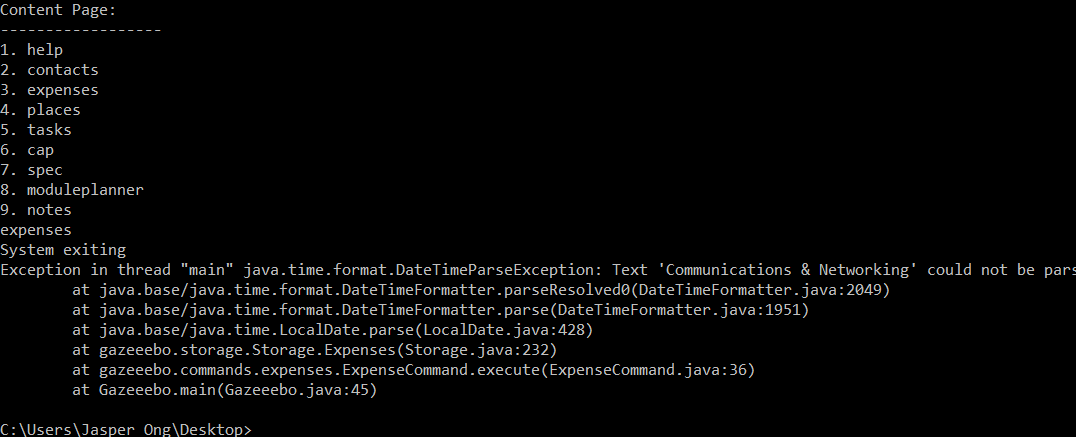 Content Page:
------------------
1. help
2. contacts
3. expenses
4. places
5. tasks
6. cap
7. spec
8. moduleplanner
9. notes
expenses
System exiting
Exception in thread "main" java.time.format.DateTimeParseException: Text 'Communications & Networking' could not be pars
at java.base/java.time.format.DateTimeFormatter.parseResolved0(DateTimeFormatter.java:2049)
at java.base/java.time.format.DateTimeFormatter.parse(DateTimeFormatter.java:1951)
at java.base/java.time.LocalDate.parse(LocalDate.java:428)
at gazeeebo.storage.Storage.Expenses(Storage.java:232)
at gazeeebo.commands.expenses.ExpenseCommand.execute(ExpenseCommand.java:36)
at Gazeeebo.main(Gazeeebo.java:45)
C:\Users\Jasper Ong\Desktop>